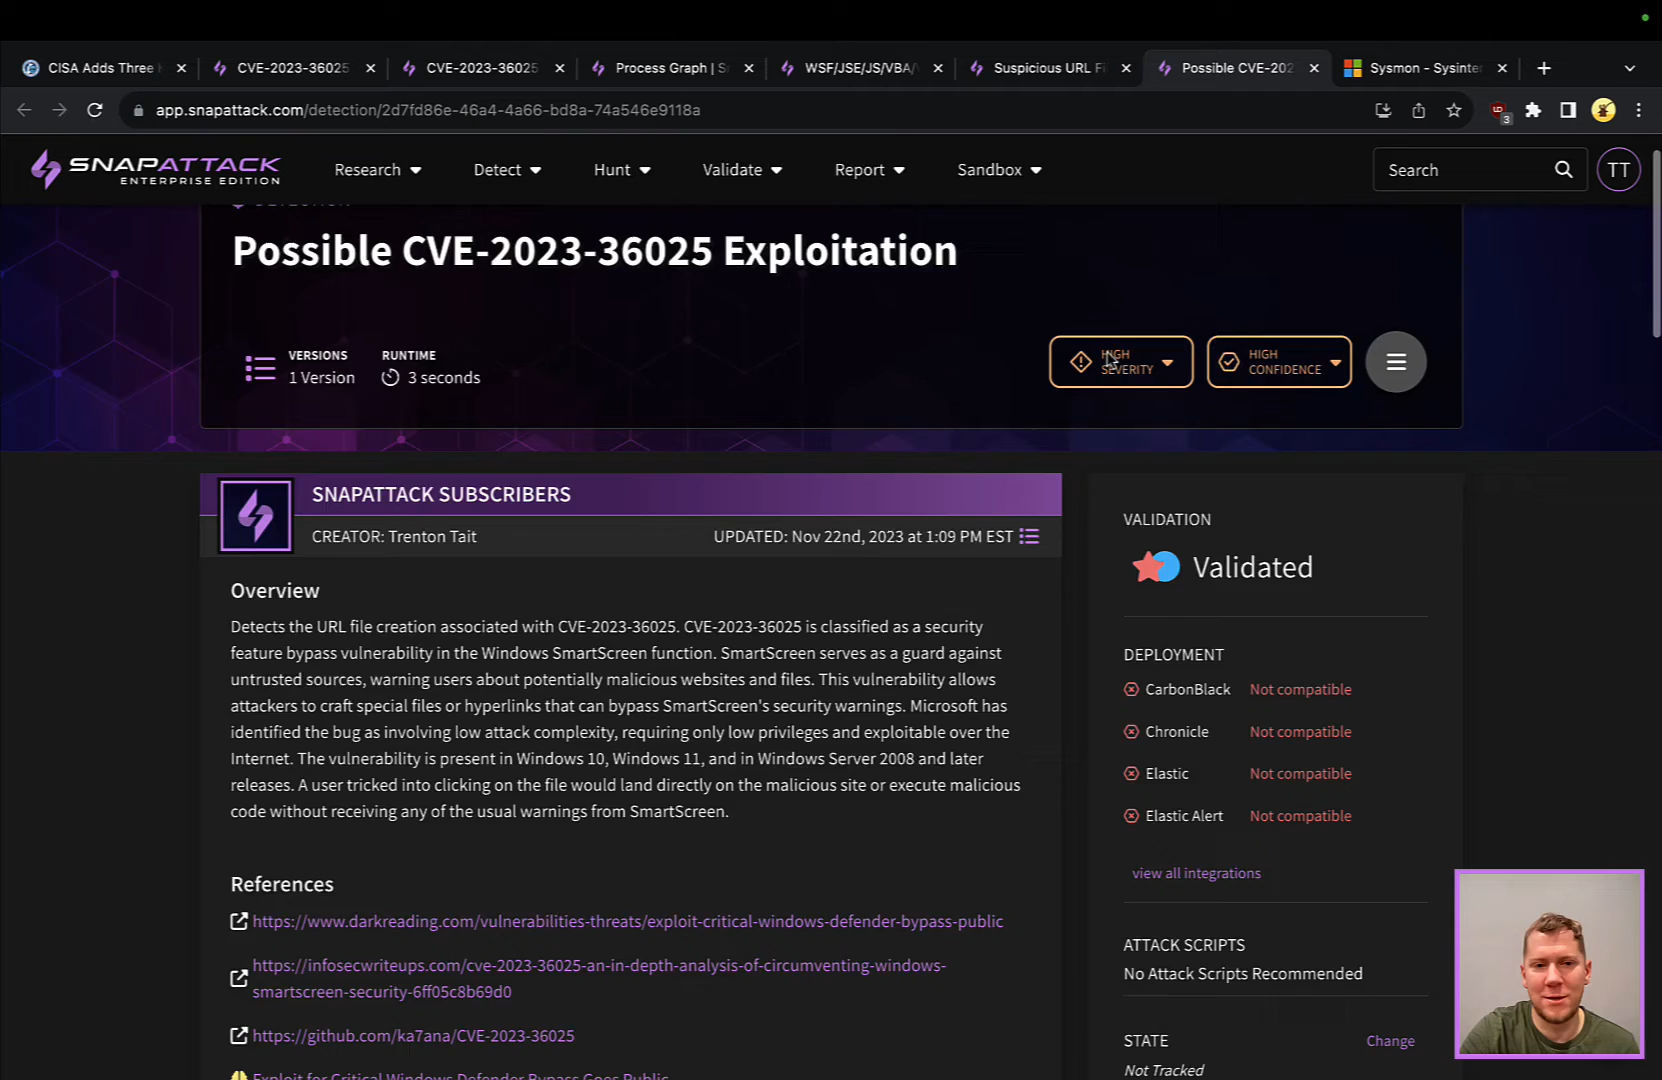 CISA Adds Three
CVE-2023-36025
CVE-2023-36025
Process Graph | S
WSF/JSE/JS/VBA/
Suspicious URL Fi
Possible CVE-202
Sysmon - Sysinter
app.snapattack.com/detection/2d7fd86e-46a4-4a66-bd8a-74a546e9118a
3
SNAPATTACK
ENTERPRISE EDITION
Research
Detect
Hunt
Validate
Report
Sandbox
Search
TT
Possible CVE-2023-36025 Exploitation
VERSIONS
1 Version
RUNTIME
3 seconds
HIGH
SEVERITY
HIGH
CONFIDENCE
SNAPATTACK SUBSCRIBERS
CREATOR: Trenton Tait
UPDATED: Nov 22nd, 2023 at 1:09 PM EST
Overview
Detects the URL file creation associated with CVE-2023-36025. CVE-2023-36025 is classified as a security
feature bypass vulnerability in the Windows SmartScreen function. SmartScreen serves as a guard against
untrusted sources, warning users about potentially malicious websites and files. This vulnerability allows
attackers to craft special files or hyperlinks that can bypass SmartScreen's security warnings. Microsoft has
identified the bug as involving low attack complexity, requiring only low privileges and exploitable over the
Internet. The vulnerability is present in Windows 10, Windows 11, and in Windows Server 2008 and later
releases. A user tricked into clicking on the file would land directly on the malicious site or execute malicious
code without receiving any of the usual warnings from SmartScreen.
References
https://www.darkreading.com/vulnerabilities-threats/exploit-critical-windows-defender-bypass-public
https://infosecwriteups.com/cve-2023-36025-an-in-depth-analysis-of-circumventing-windows-
smartscreen-security-6ff05c8b69d0
https://github.com/ka7ana/CVE-2023-36025
Exploit for Critical Windows Defender Bypass Goes Public
VALIDATION
Validated
DEPLOYMENT
CarbonBlack Not compatible
Chronicle Not compatible
Elastic Not compatible
Elastic Alert Not compatible
view all integrations
ATTACK SCRIPTS
No Attack Scripts Recommended
STATE
Change
Not Tracked